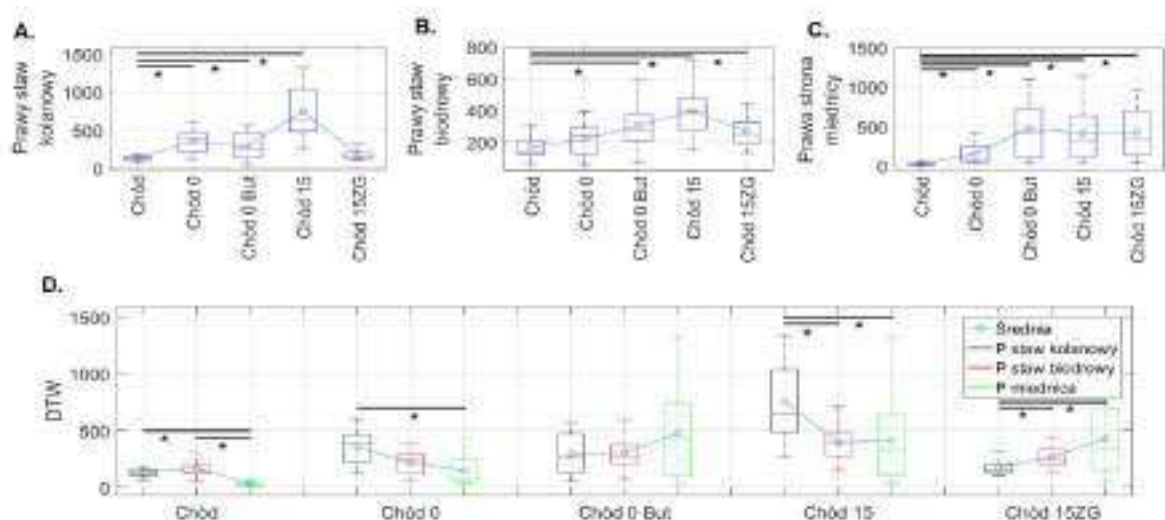 A.
Prawy staw
kolanowy
1500
1000
500
0
Chód
Chód 0
Chód 0 But
Chód 15
Chód 15ZG
B.
Prawy staw
biodrowy
800
600
400
200
Chód
Chód 0
Chód 0 But
Chód 15
Chód 15ZG
C.
Prawa strona
miednicy
1500
1000
500
0
Chód
Chód 0
Chód 0 But
Chód 15
Chód 15ZG
D.
DTW
1500
1000
500
0
Średnia
P staw kolanowy
P staw biodrowy
P miednica
Chód
Chód 0
Chód 0 But
Chód 15
Chód 15ZG